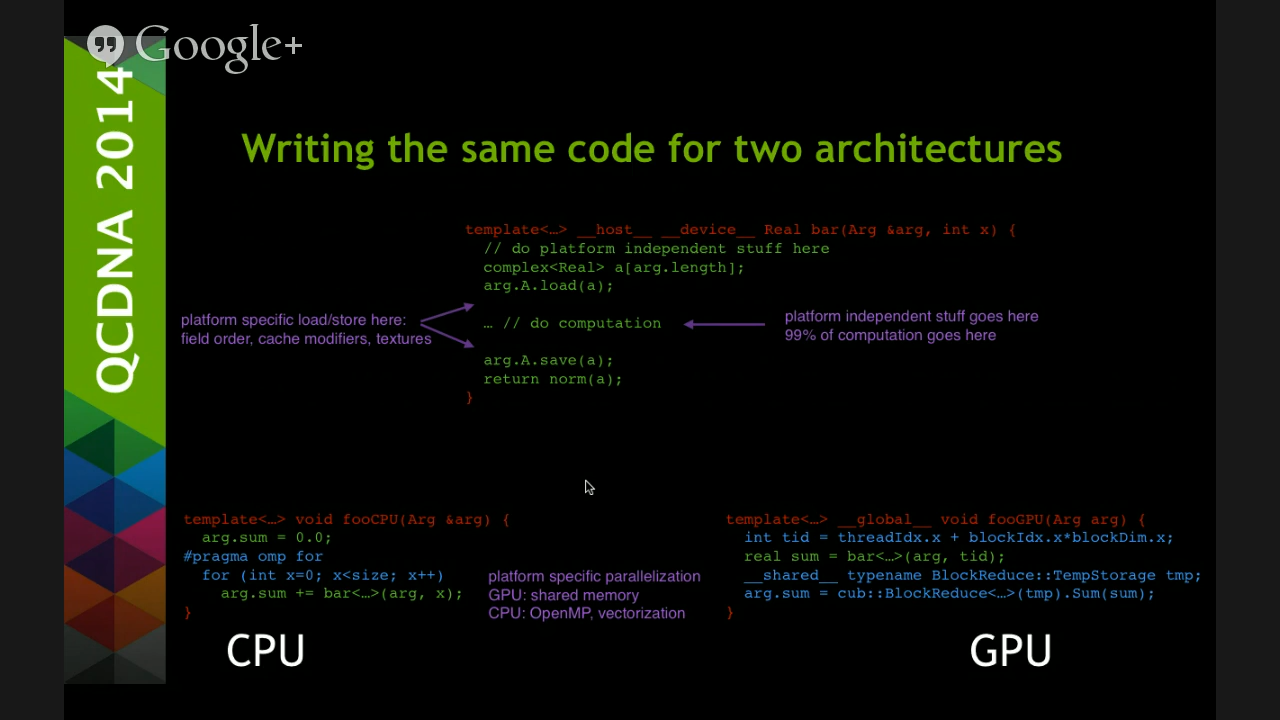 Google+
QCDNA 2014
Writing the same code for two architectures
template<…> __host__ __device__ Real bar(Arg &arg, int x) {
// do platform independent stuff here
complex<Real> a[arg.length];
arg.A.load(a);
… // do computation
arg.A.save(a);
return norm(a);
}
platform specific load/store here:
field order, cache modifiers, textures
platform independent stuff goes here
99% of computation goes here
template<…> void fooCPU(Arg &arg) {
arg.sum = 0.0;
#pragma omp for
for (int x=0; x<size; x++)
arg.sum += bar<…>(arg, x);
}
CPU
platform specific parallelization
GPU: shared memory
CPU: OpenMP, vectorization
template<…> __global__ void fooGPU(Arg arg) {
int tid = threadIdx.x + blockIdx.x*blockDim.x;
real sum = bar<…>(arg, tid);
__shared__ typename BlockReduce::TempStorage tmp;
arg.sum = cub::BlockReduce<…>(tmp).Sum(sum);
}
GPU